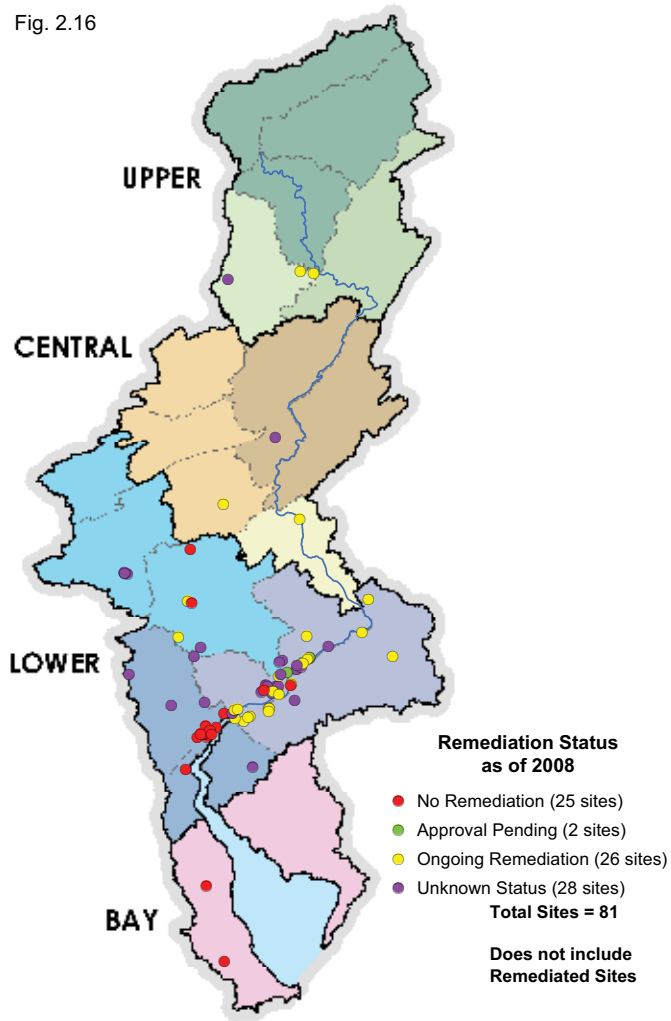 Fig. 2.16
UPPER
CENTRAL
LOWER
Remediation Status
as of 2008
No Remediation (25 sites)
Approval Pending (2 sites)
Ongoing Remediation (26 sites)
Unknown Status (28 sites)
Total Sites = 81
BAY
Does not include
Remediated Sites